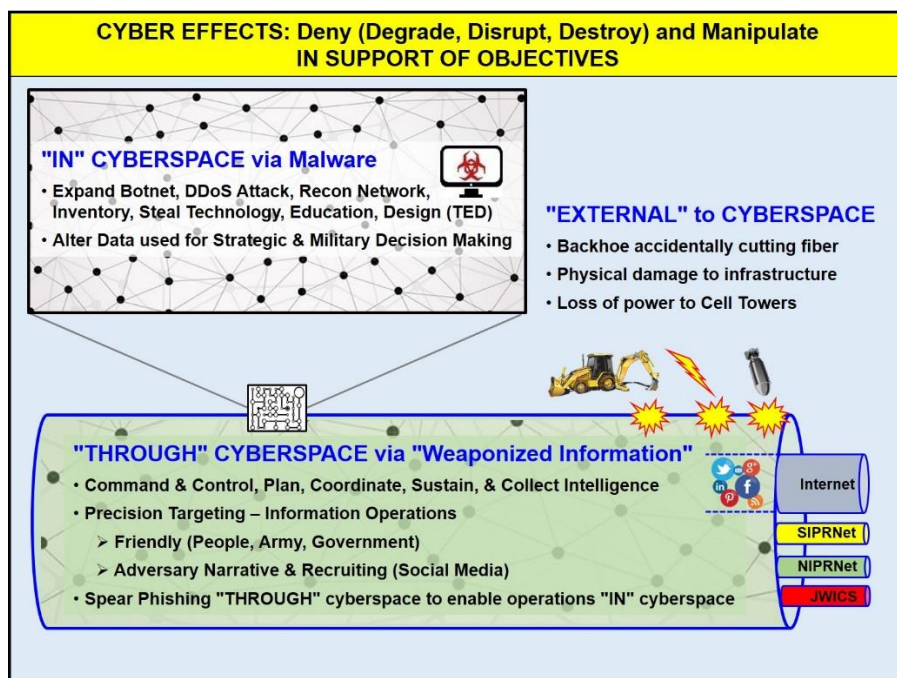 CYBER EFFECTS: Deny (Degrade, Disrupt, Destroy) and Manipulate
IN SUPPORT OF OBJECTIVES
"IN" CYBERSPACE via Malware
• Expand Botnet, DDoS Attack, Recon Network,
Inventory, Steal Technology, Education, Design (TED)
• Alter Data used for Strategic & Military Decision Making
"EXTERNAL" to CYBERSPACE
• Backhoe accidentally cutting fiber
• Physical damage to infrastructure
• Loss of power to Cell Towers
"THROUGH" CYBERSPACE via "Weaponized Information"
• Command & Control, Plan, Coordinate, Sustain, & Collect Intelligence
• Precision Targeting – Information Operations
➢ Friendly (People, Army, Government)
➢ Adversary Narrative & Recruiting (Social Media)
• Spear Phishing "THROUGH" cyberspace to enable operations "IN" cyberspace
Internet
SIPRNet
NIPRNet
JWICS